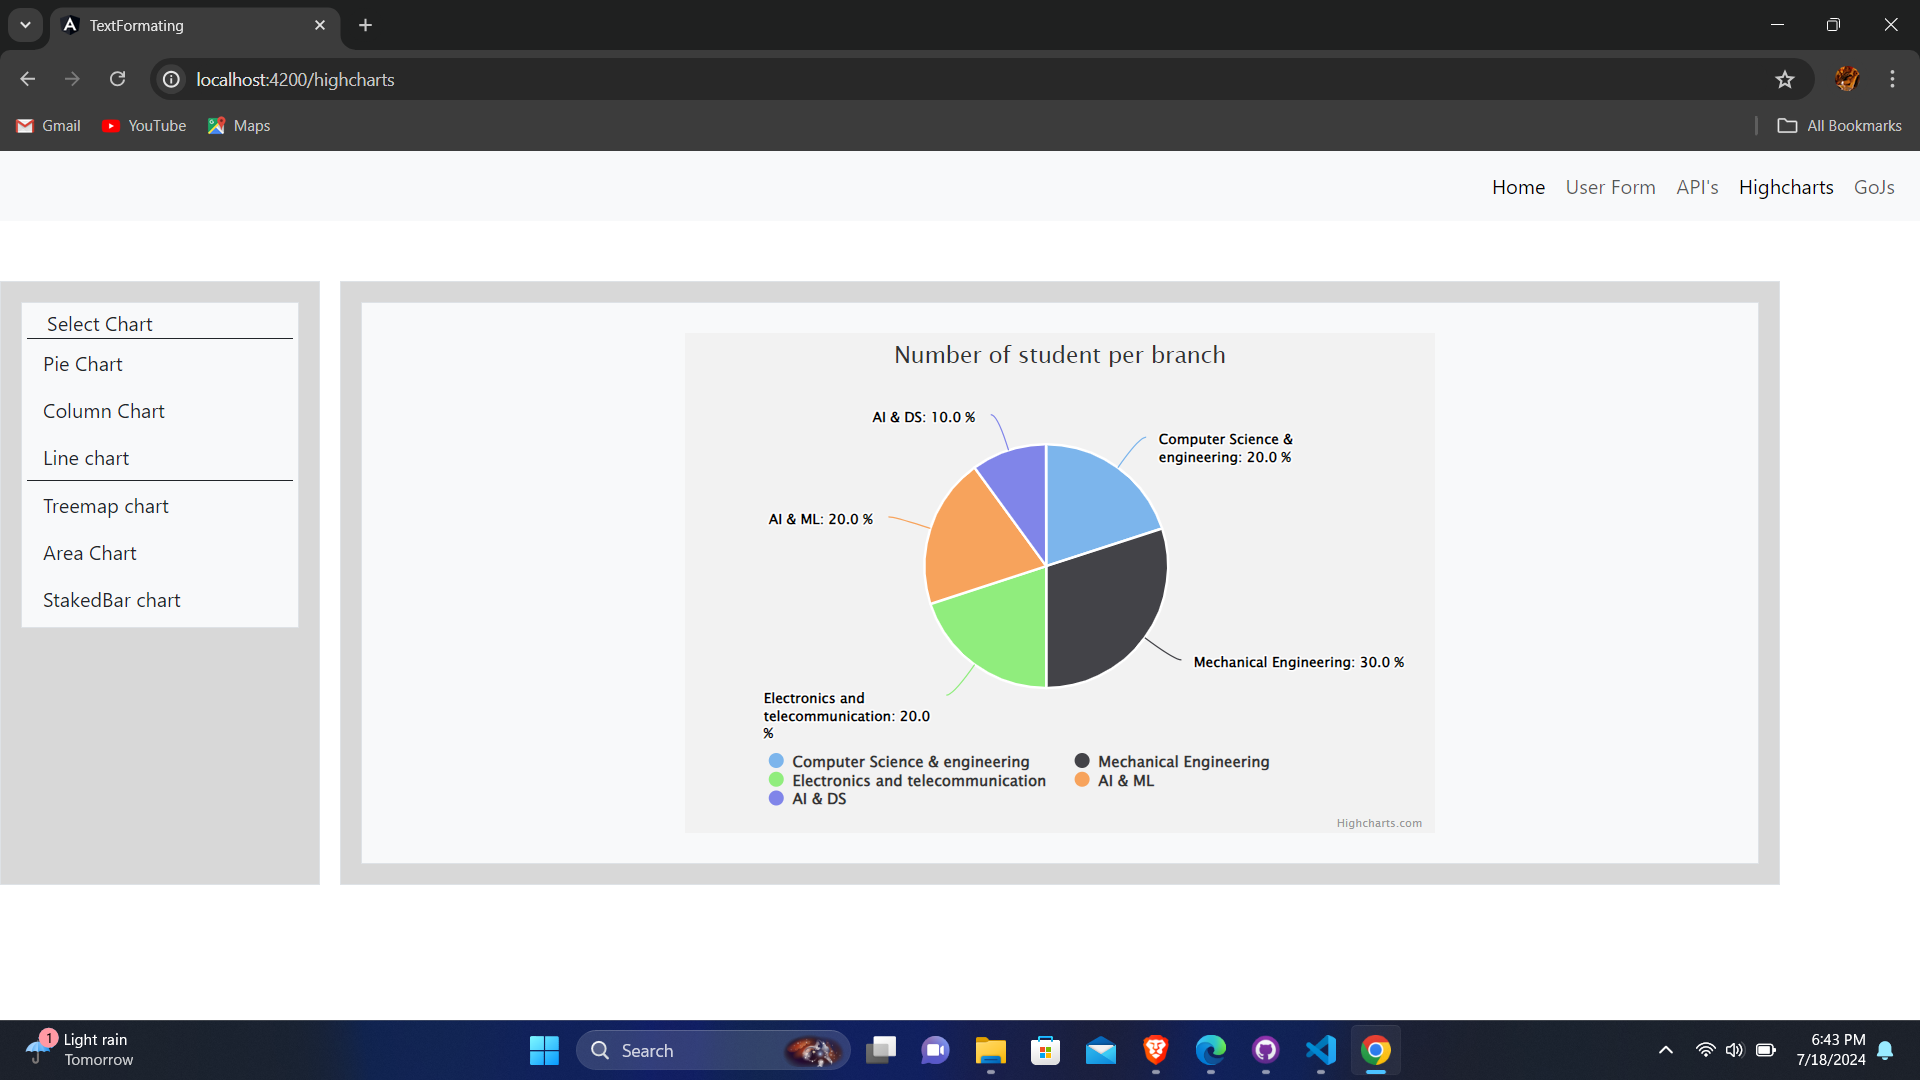 TextFormating
localhost:4200/highcharts
Gmail YouTube Maps All Bookmarks
Home User Form API's Highcharts GoJs
Select Chart
Pie Chart
Column Chart
Line chart
Treemap chart
Area Chart
StakedBar chart
Number of student per branch
AI & DS: 10.0 %
Computer Science &
engineering: 20.0 %
AI & ML: 20.0 %
Mechanical Engineering: 30.0 %
Electronics and
telecommunication: 20.0
%
Computer Science & engineering Mechanical Engineering
Electronics and telecommunication AI & ML
AI & DS
Highcharts.com
1
Light rain
Tomorrow
Search
6:43 PM
7/18/2024